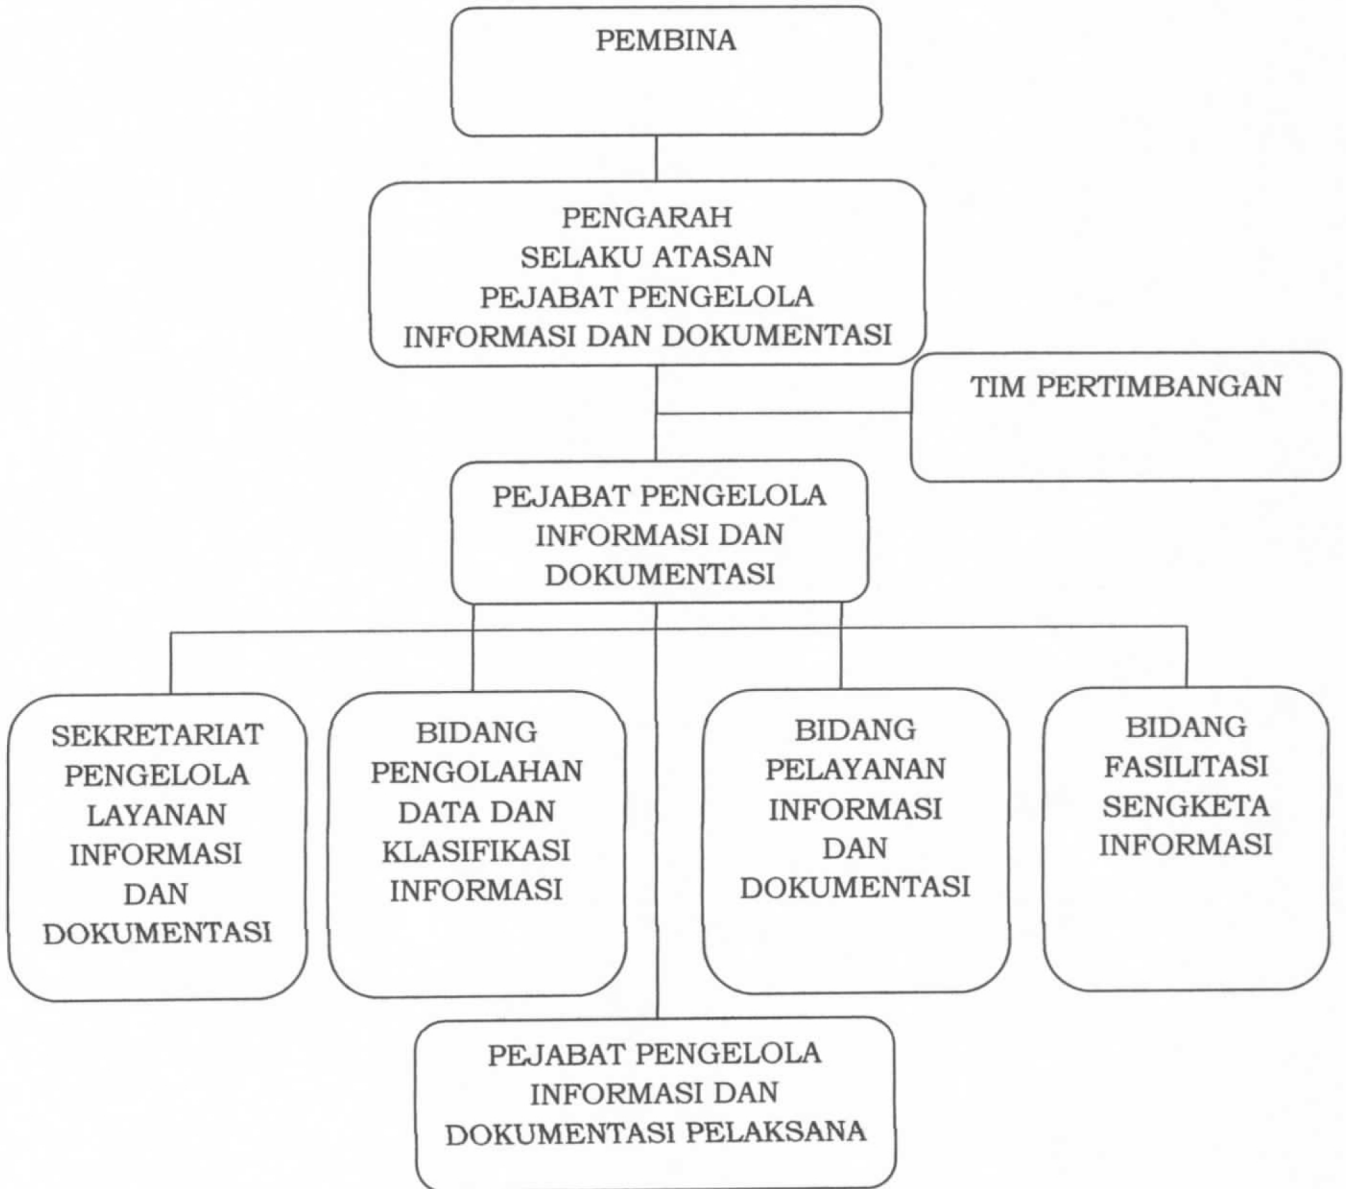 PEMBINA
PENGARAH
SELAKU ATASAN
PEJABAT PENGELOLA
INFORMASI DAN DOKUMENTASI
TIM PERTIMBANGAN
PEJABAT PENGELOLA
INFORMASI DAN
DOKUMENTASI
SEKRETARIAT
PENGELOLA
LAYANAN
INFORMASI
DAN
DOKUMENTASI
BIDANG
PENGOLAHAN
DATA DAN
KLASIFIKASI
INFORMASI
BIDANG
PELAYANAN
INFORMASI
DAN
DOKUMENTASI
BIDANG
FASILITASI
SENGKETA
INFORMASI
PEJABAT PENGELOLA
INFORMASI DAN
DOKUMENTASI PELAKSANA